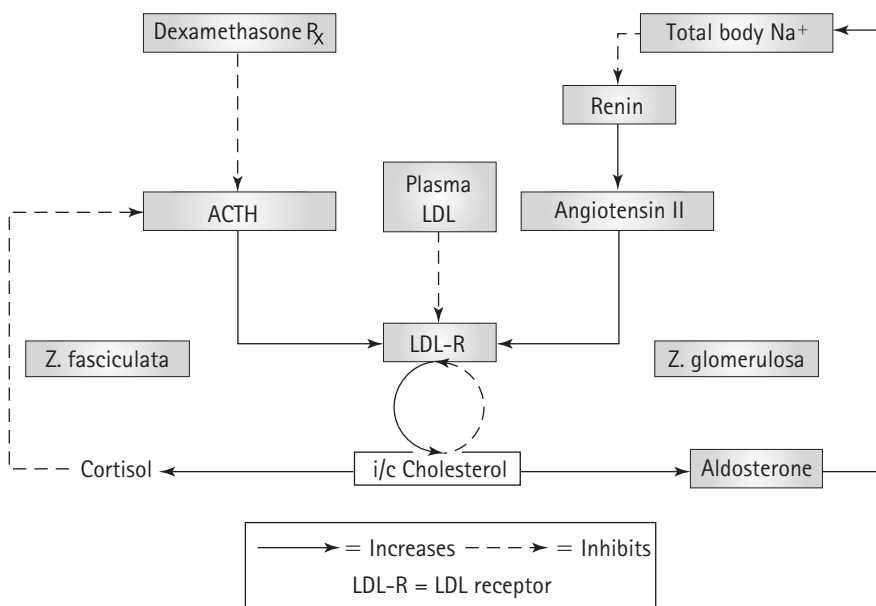 Dexamethasone ℞
Total body Na+
Renin
Plasma
LDL
ACTH
Angiotensin II
LDL-R
Z. fasciculata
Z. glomerulosa
Cortisol
i/c Cholesterol
Aldosterone
= Increases
= Inhibits
LDL-R = LDL receptor